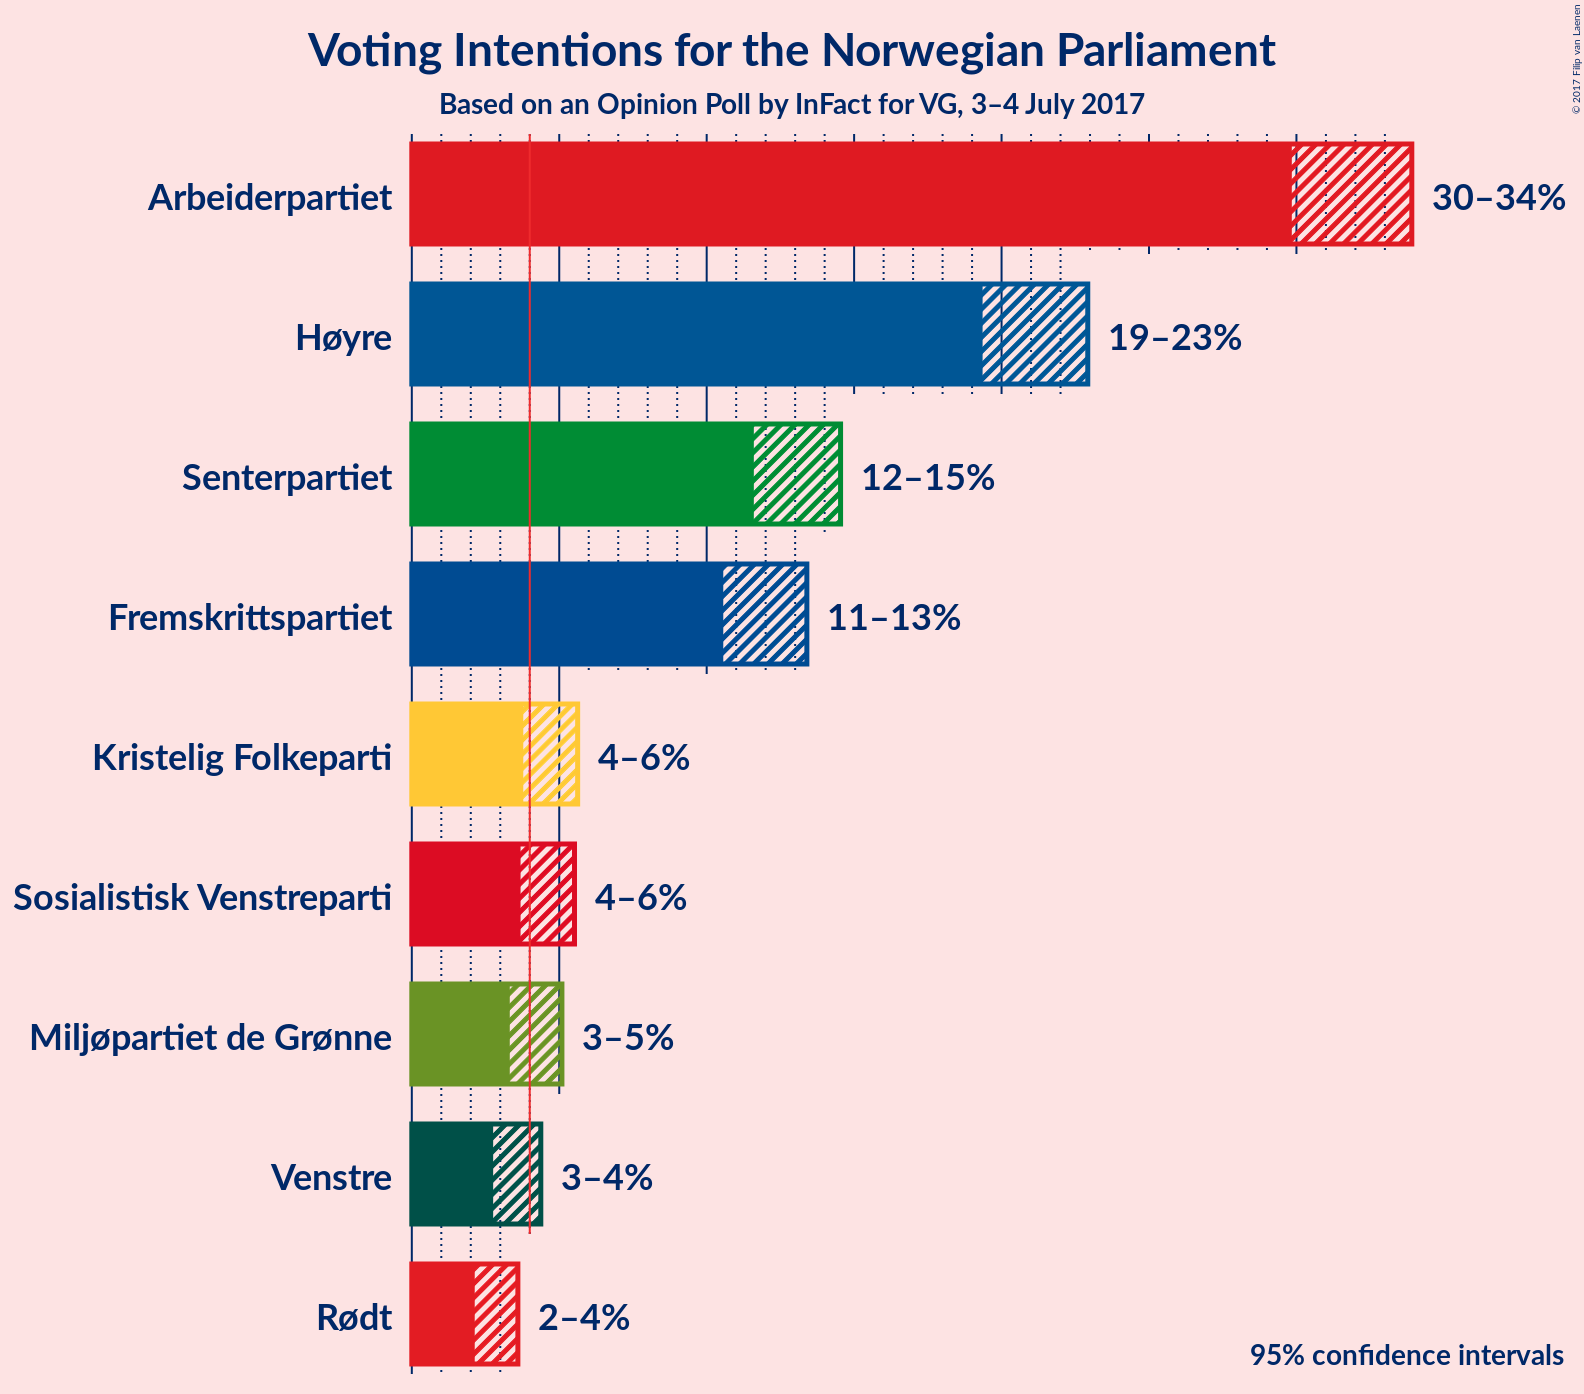 Voting Intentions for the Norwegian Parliament
Based on an Opinion Poll by InFact for VG, 3–4 July 2017
© 2017 Filip van Laenen
Arbeiderpartiet 30–34%
Høyre 19–23%
Senterpartiet 12–15%
Fremskrittspartiet 11–13%
Kristelig Folkeparti 4–6%
Sosialistisk Venstreparti 4–6%
Miljøpartiet de Grønne 3–5%
Venstre 3–4%
Rødt 2–4%
95% confidence intervals